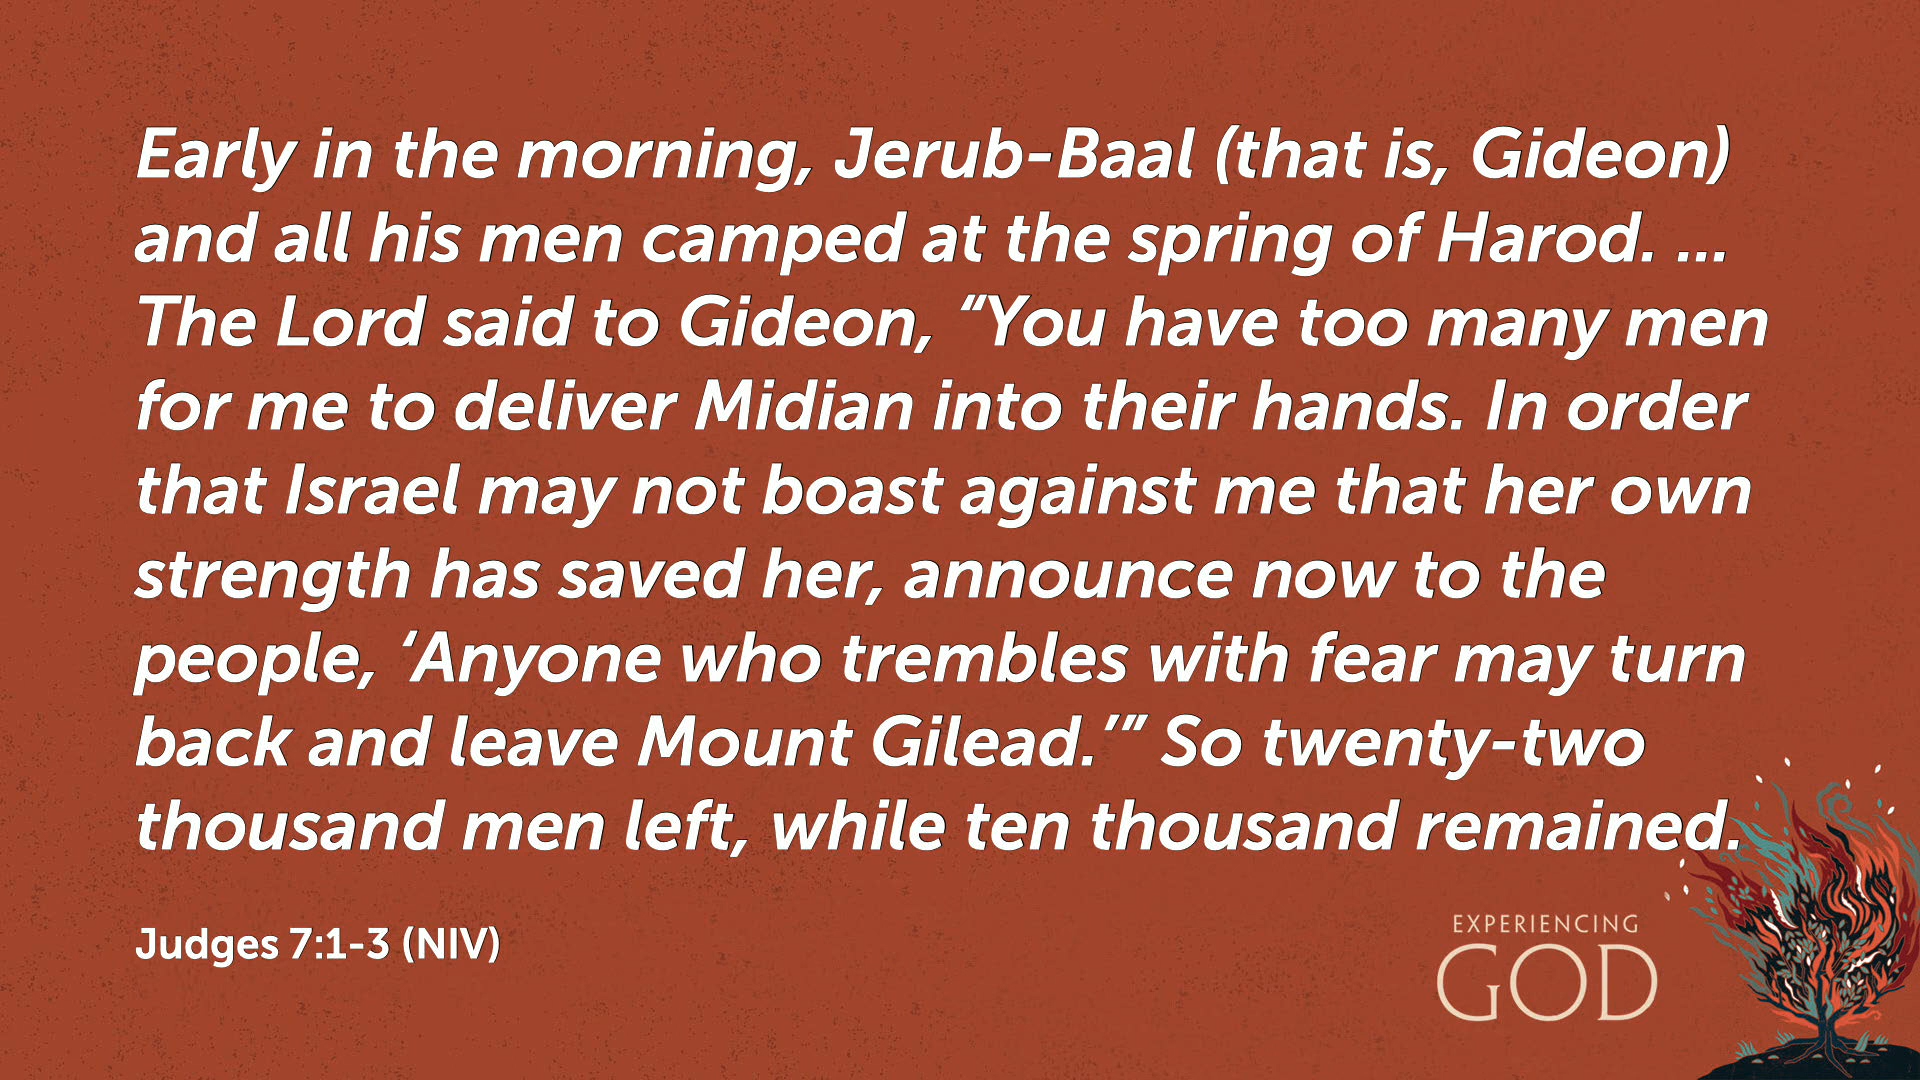 Early in the morning, Jerub-Baal (that is, Gideon)
and all his men camped at the spring of Harod. ...
The Lord said to Gideon, “You have too many men
for me to deliver Midian into their hands. In order
that Israel may not boast against me that her own
strength has saved her, announce now to the
people, ‘Anyone who trembles with fear may turn
back and leave Mount Gilead.’” So twenty-two
thousand men left, while ten thousand remained.
Judges 7:1-3 (NIV)
EXPERIENCING
GOD